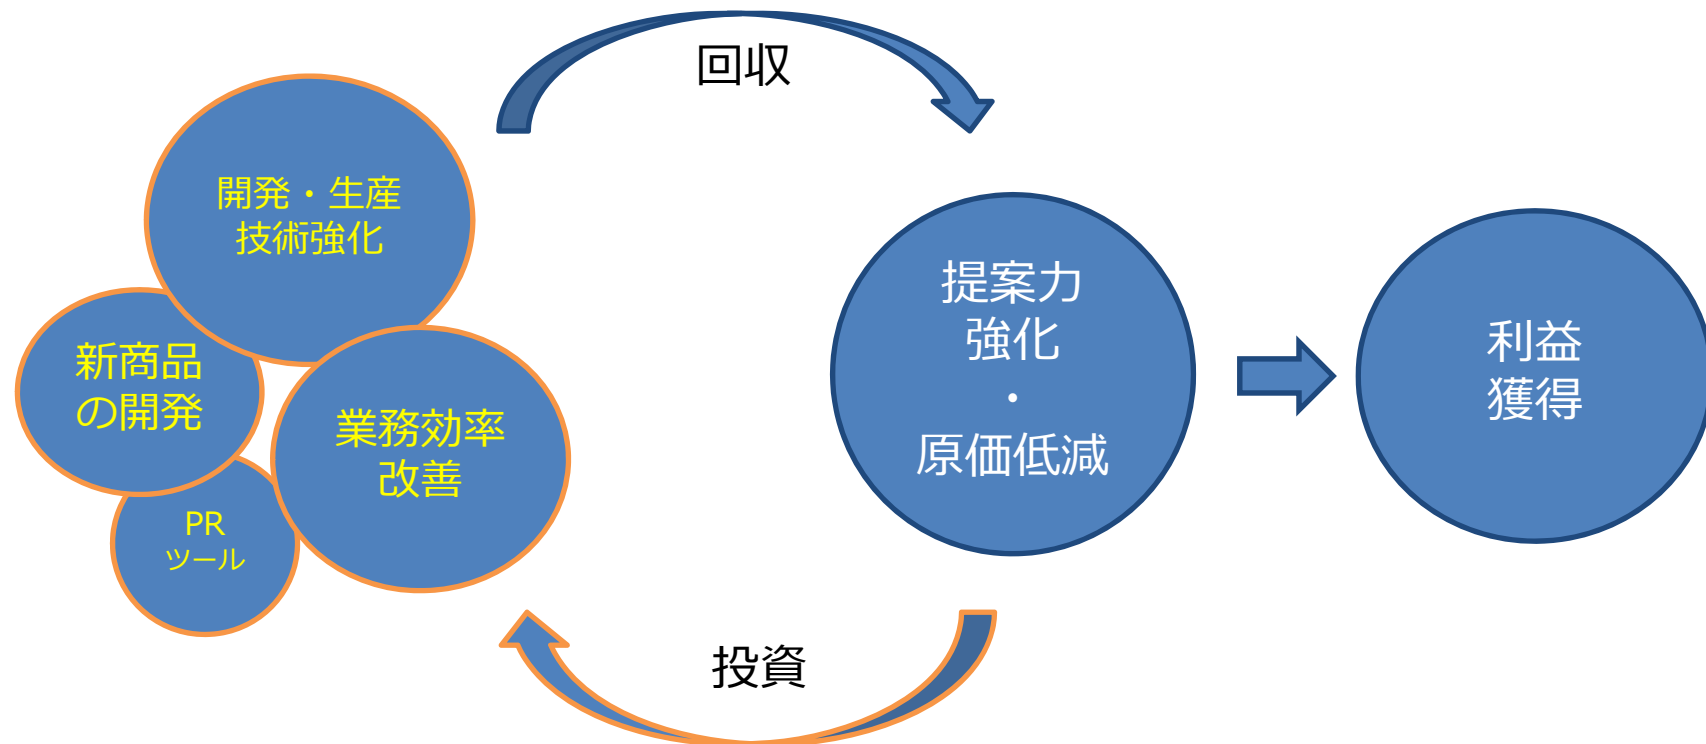 回収
開発・生産
技術強化
新商品
の開発
業務効率
改善
PR
ツール
提案力
強化
・
原価低減
利益
獲得
投資